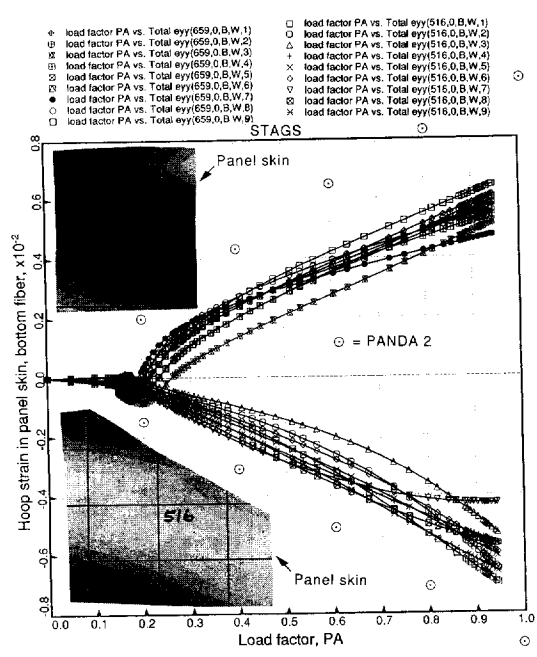 load factor PA vs. Total eyy(659,0,B,W,1)
load factor PA vs. Total eyy(659,0,B,W,2)
load factor PA vs. Total eyy(659,0,B,W,3)
load factor PA vs. Total eyy(659,0,B,W,4)
load factor PA vs. Total eyy(659,0,B,W,5)
load factor PA vs. Total eyy(659,0,B,W,6)
load factor PA vs. Total eyy(659,0,B,W,7)
load factor PA vs. Total eyy(659,0,B,W,8)
load factor PA vs. Total eyy(659,0,B,W,9)
load factor PA vs. Total eyy(516,0,B,W,1)
load factor PA vs. Total eyy(516,0,B,W,2)
load factor PA vs. Total eyy(516,0,B,W,3)
load factor PA vs. Total eyy(516,0,B,W,4)
load factor PA vs. Total eyy(516,0,B,W,5)
load factor PA vs. Total eyy(516,0,B,W,6)
load factor PA vs. Total eyy(516,0,B,W,7)
load factor PA vs. Total eyy(516,0,B,W,8)
load factor PA vs. Total eyy(516,0,B,W,9)
STAGS
Panel skin
= PANDA 2
516
Panel skin
Hoop strain in panel skin, bottom fiber, x10⁻²
0.8
0.6
0.4
0.2
0.0
-0.2
-0.4
-0.6
-0.8
0.0 0.1 0.2 0.3 0.4 0.5 0.6 0.7 0.8 0.9 1.0
Load factor, PA